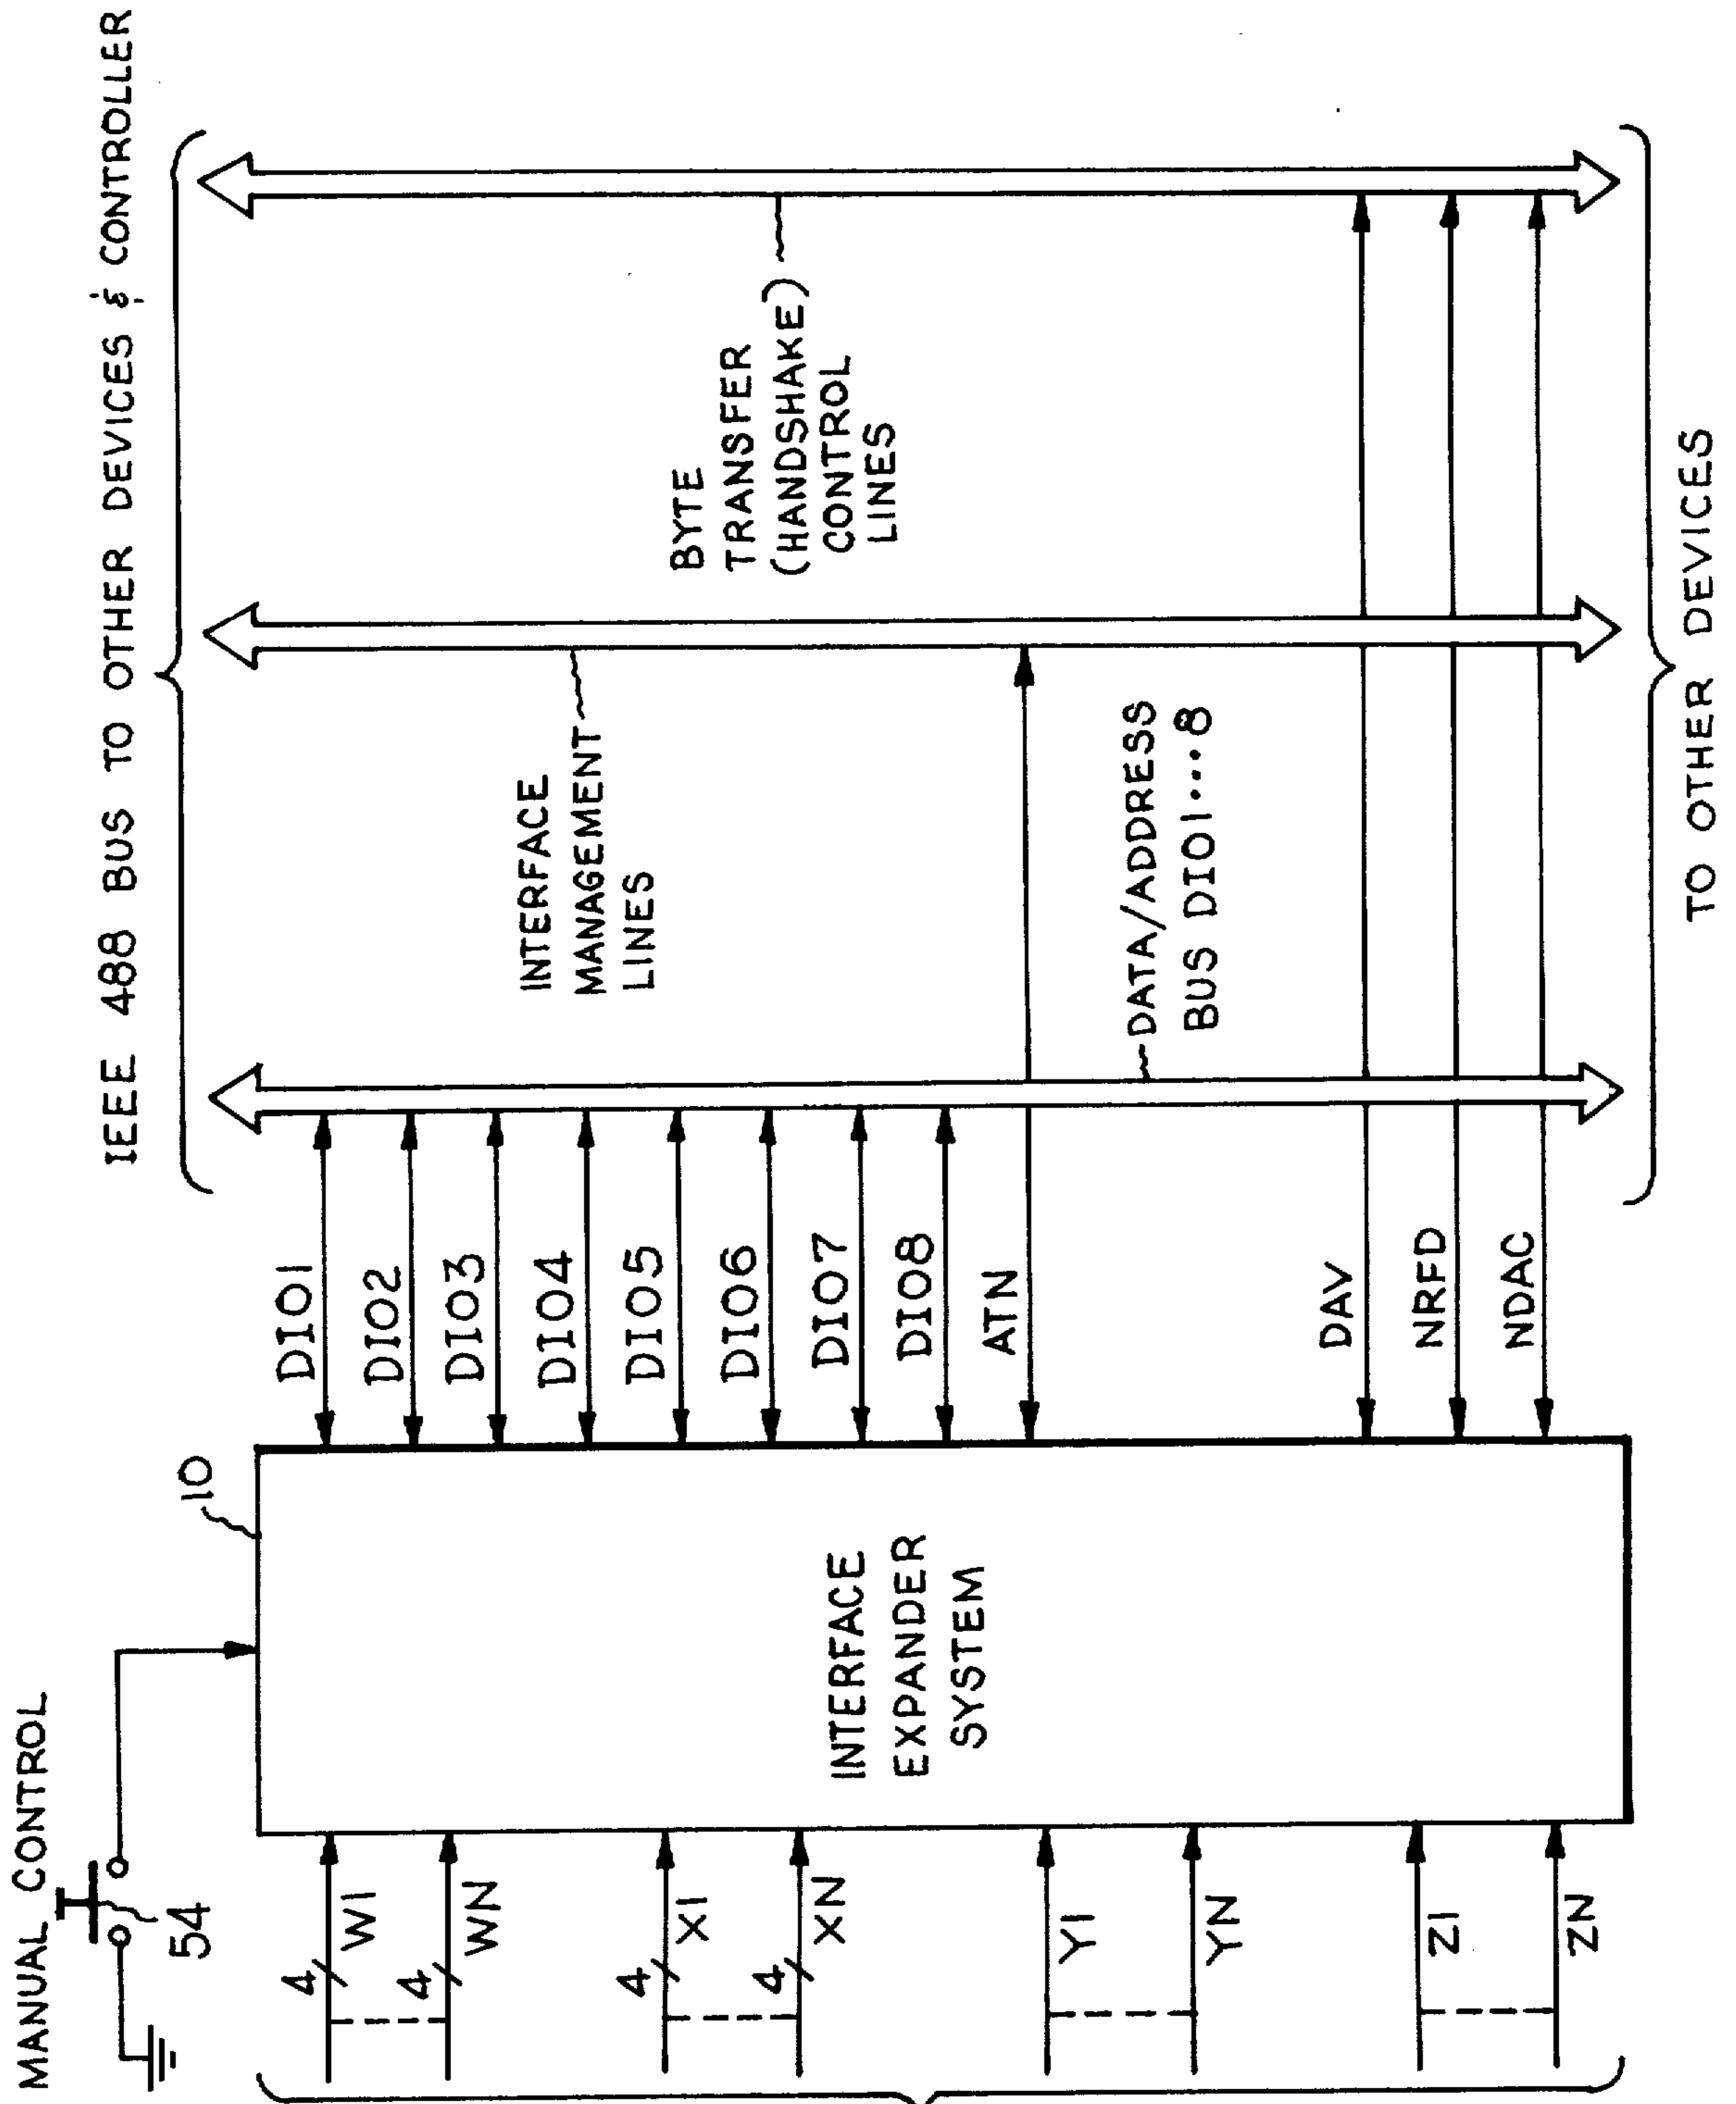 IEEE 488 BUS TO OTHER DEVICES & CONTROLLER
MANUAL CONTROL
54
10
4
W1
4
WN
4
X1
4
XN
Y1
YN
Z1
ZN
INTERFACE
EXPANDER
SYSTEM
DIO1
DIO2
DIO3
DIO4
DIO5
DIO6
DIO7
DIO8
ATN
DAV
NRFD
NDAC
INTERFACE
MANAGEMENT
LINES
BYTE
TRANSFER
(HANDSHAKE)
CONTROL
LINES
DATA/ADDRESS
BUS DIO1...8
TO OTHER DEVICES